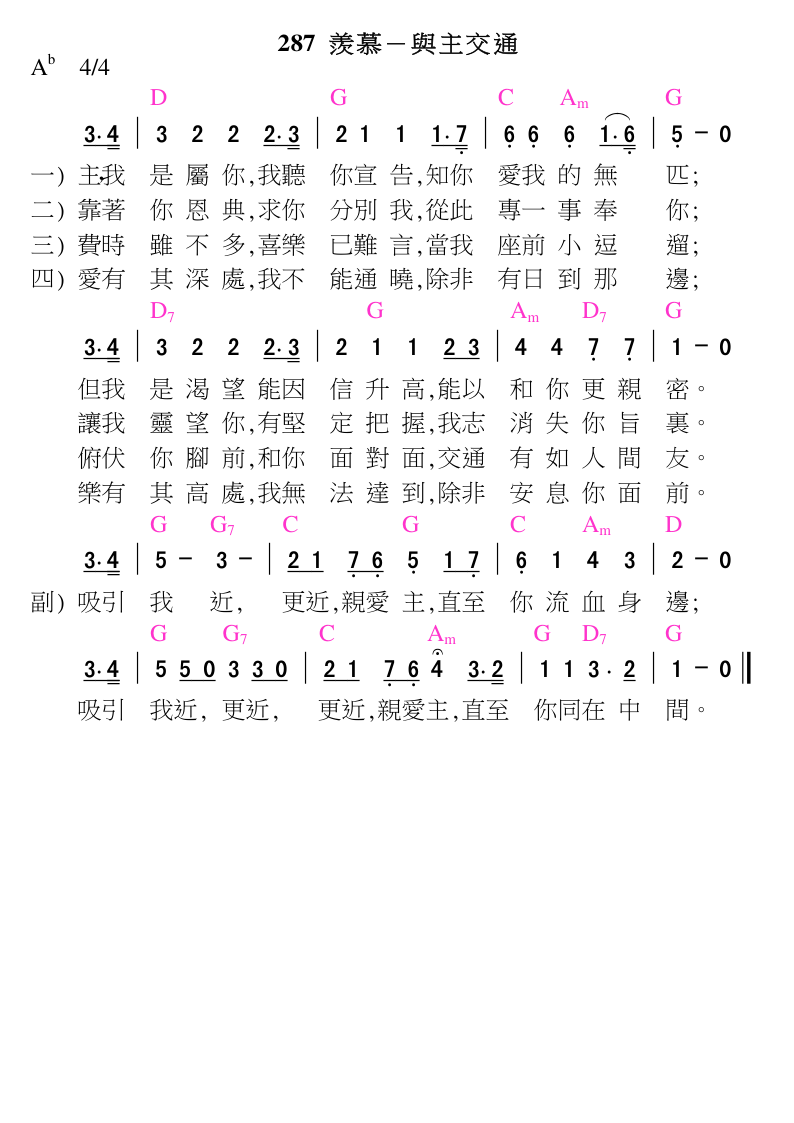 287 羨慕－與主交通
Ab 4/4
D G C Am G
3· 4 | 3 2 2 2· 3 | 2 1 1 1· 7 | 6 6 6 1· 6 | 5 － 0
一) 主我 是 屬 你,我聽 你宣 告,知你 愛我 的 無 匹;
二) 靠著 你 恩 典,求你 分別 我,從此 專一 事 奉 你;
三) 費時 雖 不 多,喜樂 已難 言,當我 座前 小 逗 遛;
四) 愛有 其 深 處,我不 能通 曉,除非 有日 到 那 邊;
D7 G Am D7 G
3· 4 | 3 2 2 2· 3 | 2 1 1 2 3 | 4 4 7 7 | 1 － 0
但我 是 渴 望 能因 信 升 高,能以 和 你 更 親 密。
讓我 靈 望 你,有堅 定 把 握,我志 消 失 你 旨 裏。
俯伏 你 腳 前,和你 面 對 面,交通 有 如 人 間 友。
樂有 其 高 處,我無 法 達 到,除非 安 息 你 面 前。
G G7 C G C Am D
3· 4 | 5 － 3 － | 2 1 7 6 5 1 7 | 6 1 4 3 | 2 － 0
副) 吸引 我 近, 更近,親愛 主,直至 你 流 血 身 邊;
G G7 C Am G D7 G
3· 4 | 5 5 0 3 3 0 | 2 1 7 6 4 3· 2 | 1 1 3· 2 | 1 － 0
吸引 我近, 更近, 更近,親愛主,直至 你同在 中 間。